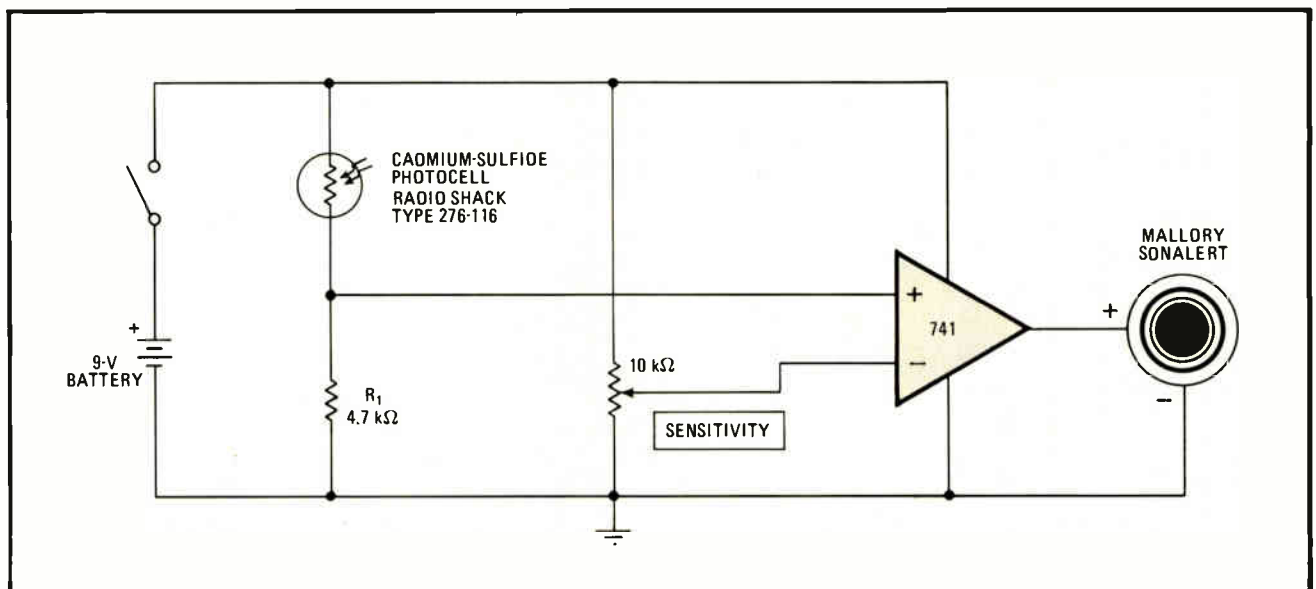 CAOMIUM-SULFIOE
PHOTOCELL
RAOIO SHACK
TYPE 276-116
MALLORY
SONALERT
+
+
741
−
−
+
9-V
BATTERY
10 kΩ
R1
4.7 kΩ
SENSITIVITY